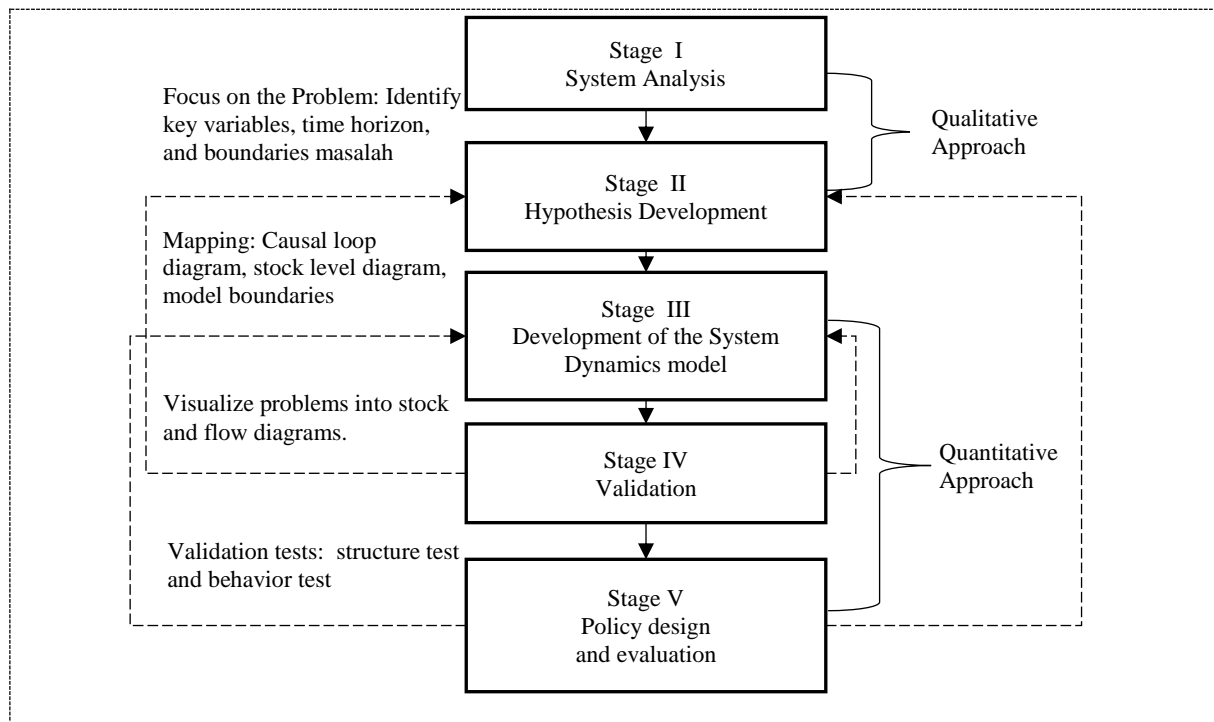 Stage I
System Analysis
Focus on the Problem: Identify
key variables, time horizon,
and boundaries masalah
Qualitative
Approach
Stage II
Hypothesis Development
Mapping: Causal loop
diagram, stock level diagram,
model boundaries
Stage III
Development of the System
Dynamics model
Visualize problems into stock
and flow diagrams.
Stage IV
Validation
Quantitative
Approach
Validation tests: structure test
and behavior test
Stage V
Policy design
and evaluation